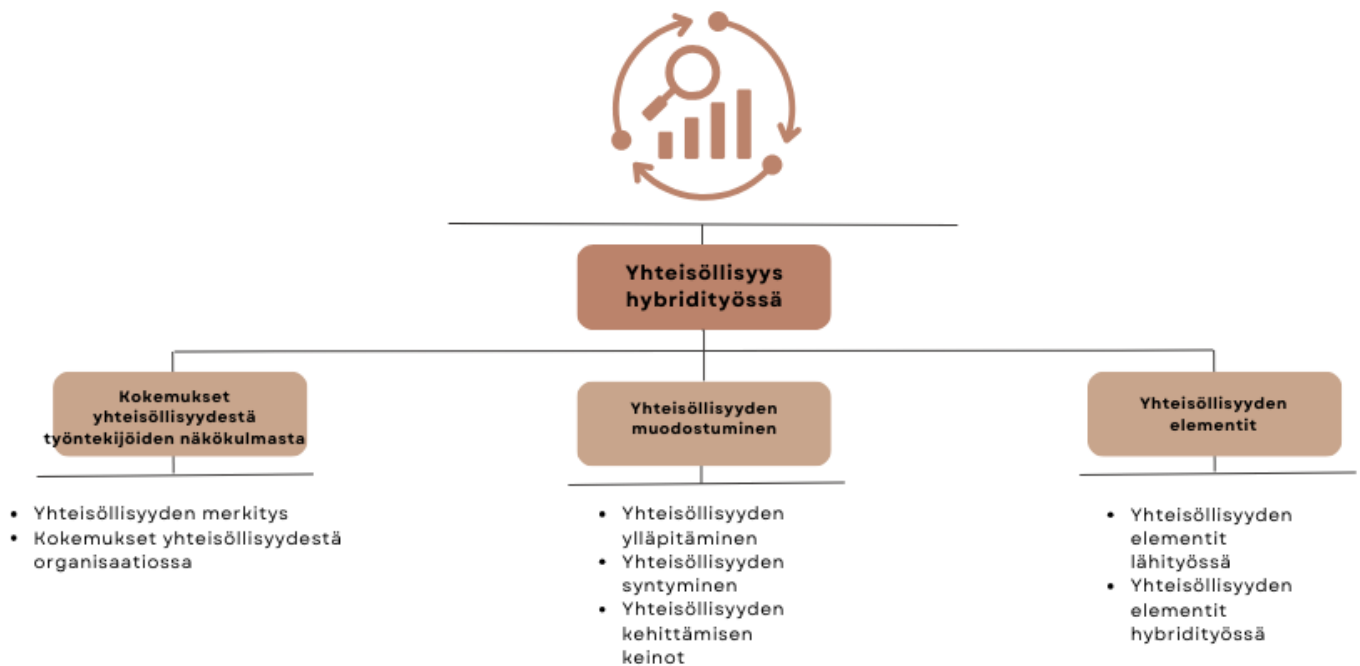 Yhteisöllisyys
hybridityössä
Kokemukset
yhteisöllisyydestä
työntekijöiden näkökulmasta
• Yhteisöllisyyden merkitys
• Kokemukset yhteisöllisyydestä
organisaatiossa
Yhteisöllisyyden
muodostuminen
• Yhteisöllisyyden
ylläpitäminen
• Yhteisöllisyyden
syntyminen
• Yhteisöllisyyden
kehittämisen
keinot
Yhteisöllisyyden
elementit
• Yhteisöllisyyden
elementit
lähityössä
• Yhteisöllisyyden
elementit
hybridityössä